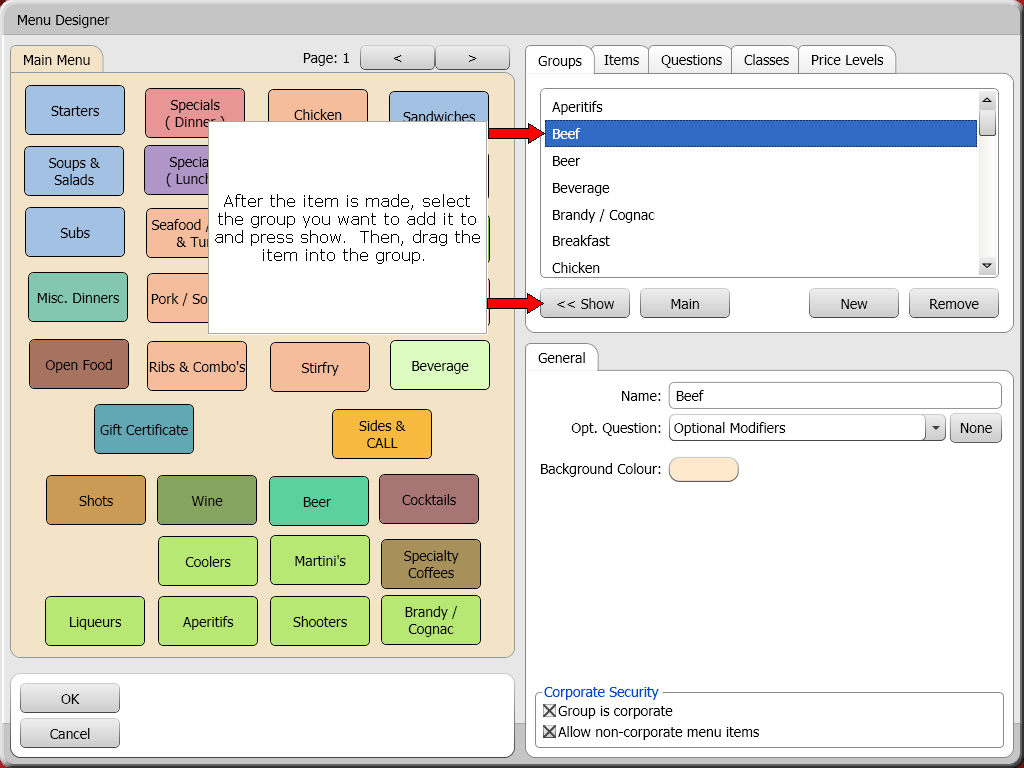 Menu Designer
Main Menu
Page: 1
<
>
Starters
Specials
( Dinner )
Chicken
Sandwiches
Soups &
Salads
( Lunch
Subs
Seafood /
Misc. Dinners
Pork /
After the item is made, select
the group you want to add it to
and press show. Then, drag the
item into the group.
Open Food
Ribs & Combo's
Stirfry
Beverage
Gift Certificate
Sides &
CALL
Shots
Wine
Beer
Cocktails
Coolers
Martini's
Specialty
Coffees
Liqueurs
Aperitifs
Shooters
Brandy /
Cognac
OK
Cancel
Groups
Items
Questions
Classes
Price Levels
Aperitifs
Beef
Beer
Beverage
Brandy / Cognac
Breakfast
Chicken
<< Show
Main
New
Remove
General
Name: Beef
Opt. Question: Optional Modifiers
None
Background Colour:
Corporate Security
Group is corporate
Allow non-corporate menu items